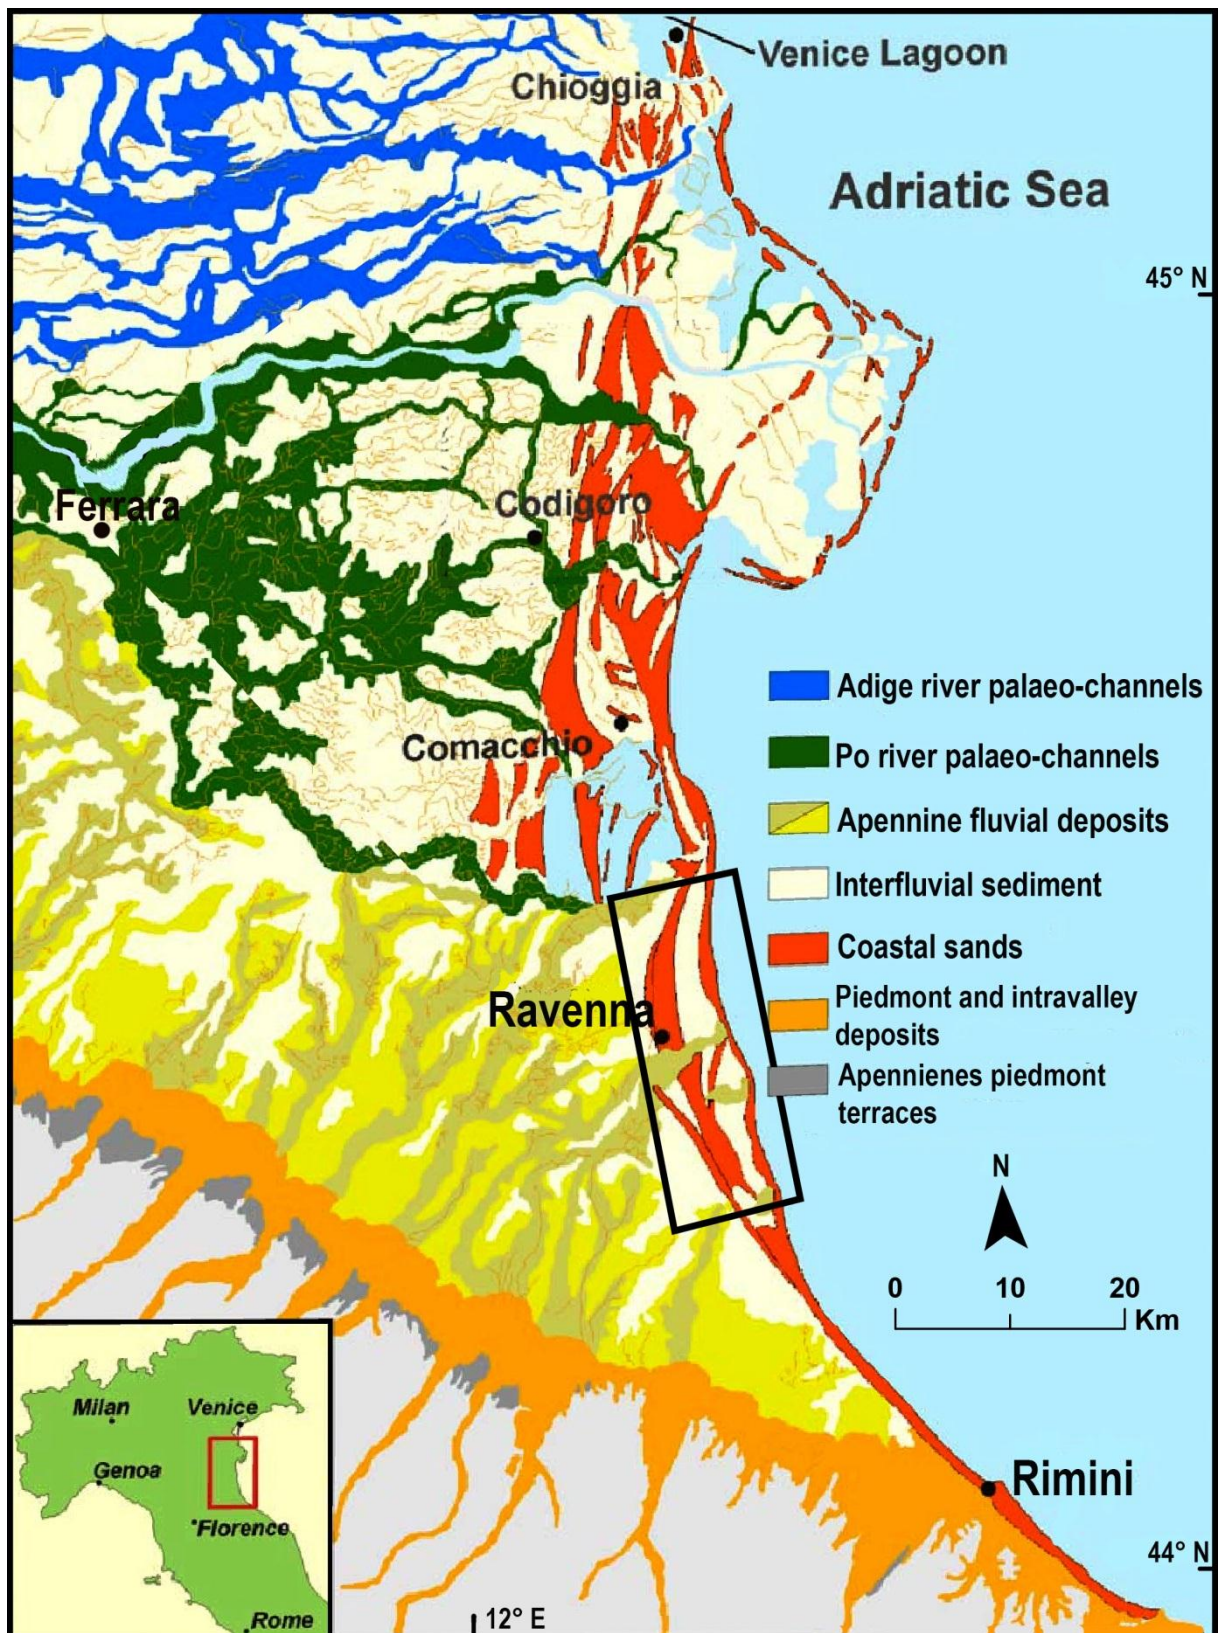 Venice Lagoon
Chioggia
Adriatic Sea
45° N
Ferrara
Codigoro
Adige river palaeo-channels
Comacchio
Po river palaeo-channels
Apennine fluvial deposits
Interfluvial sediment
Coastal sands
Ravenna
Piedmont and intravalley
deposits
Apennienes piedmont
terraces
N
0 10 20
Km
Milan
Venice
Genoa
Florence
Rome
Rimini
44° N
12° E